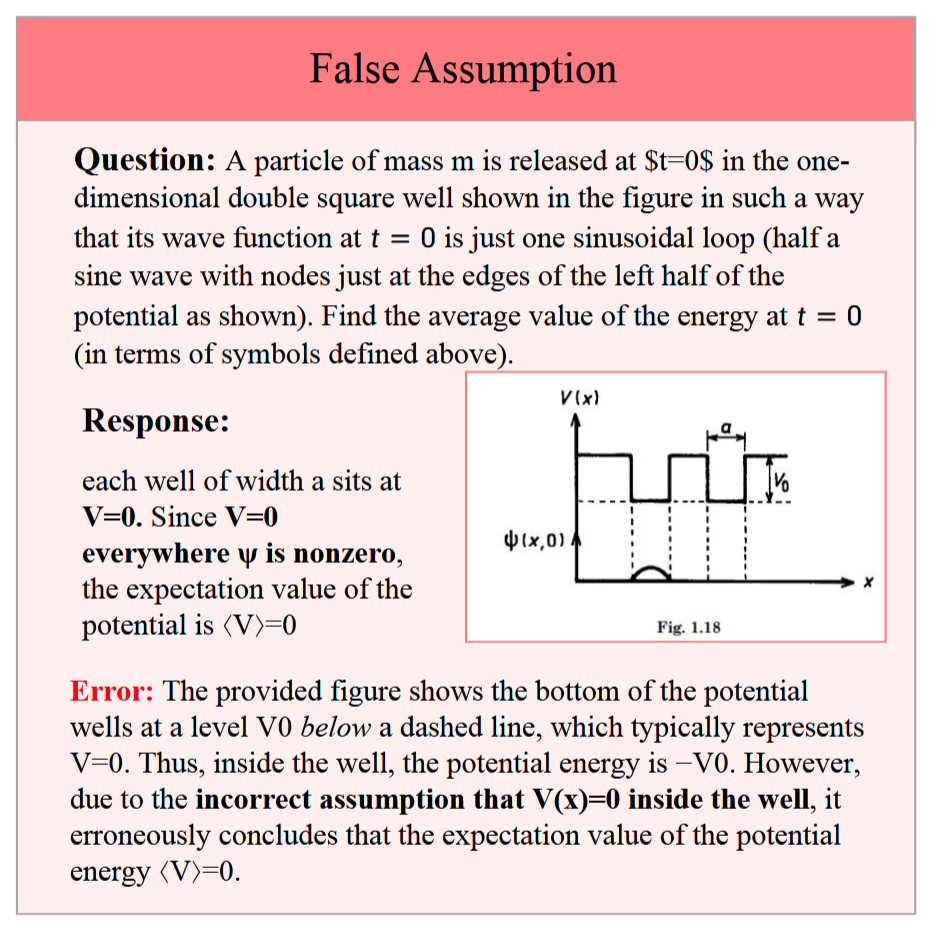 False Assumption
Question: A particle of mass m is released at $t=0$ in the one-
dimensional double square well shown in the figure in such a way
that its wave function at t = 0 is just one sinusoidal loop (half a
sine wave with nodes just at the edges of the left half of the
potential as shown). Find the average value of the energy at t = 0
(in terms of symbols defined above).
Response:
each well of width a sits at
V=0. Since V=0
everywhere ψ is nonzero,
the expectation value of the
potential is ⟨V⟩=0
V(x)
a
V₀
ψ(x,0)
x
Fig. 1.18
Error: The provided figure shows the bottom of the potential
wells at a level V0 below a dashed line, which typically represents
V=0. Thus, inside the well, the potential energy is −V0. However,
due to the incorrect assumption that V(x)=0 inside the well, it
erroneously concludes that the expectation value of the potential
energy ⟨V⟩=0.